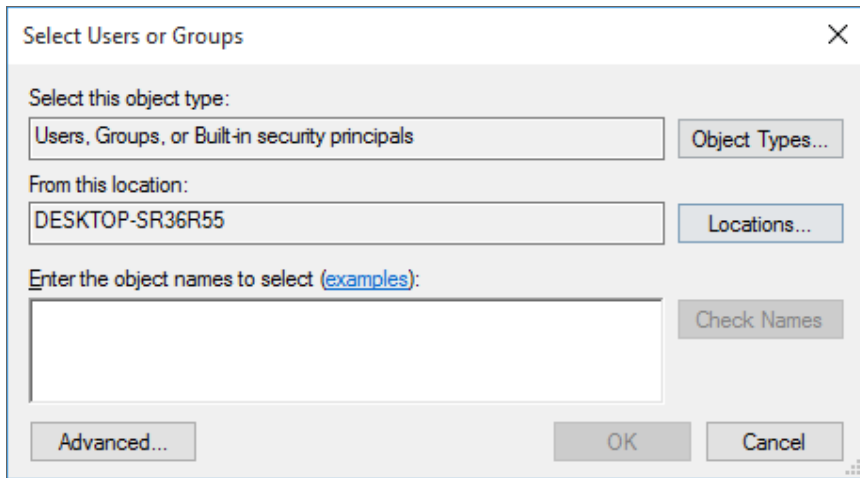 Select Users or Groups
Select this object type:
Users, Groups, or Built-in security principals
Object Types...
From this location:
DESKTOP-SR36R55
Locations...
Enter the object names to select (examples):
Check Names
Advanced...
OK
Cancel